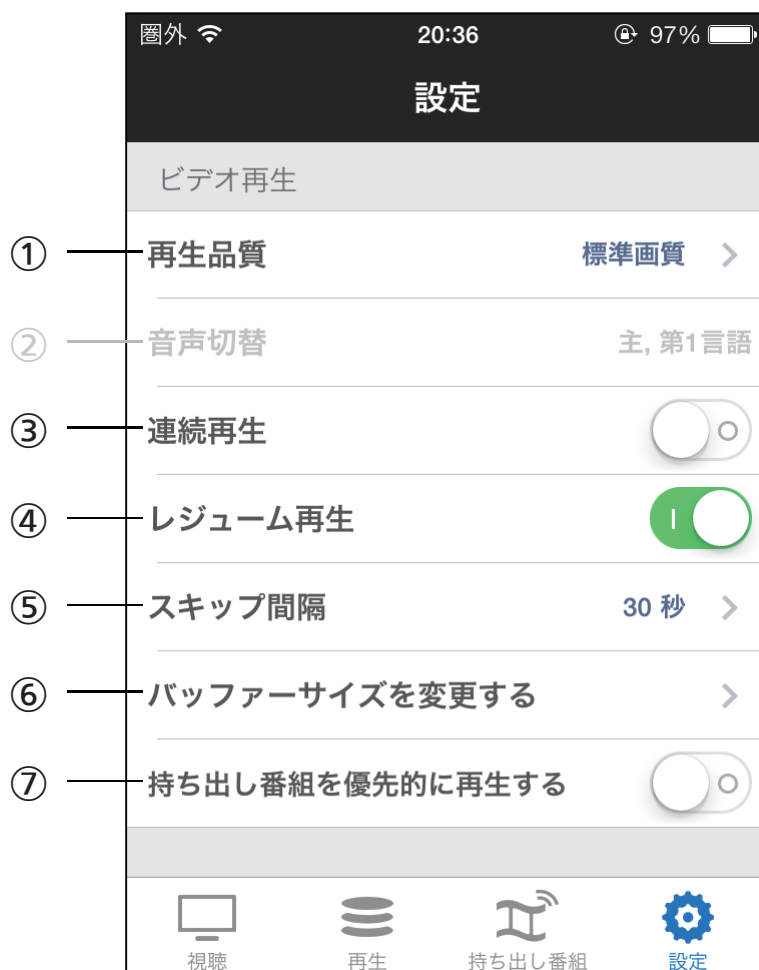 圏外 20:36 97%
設定
ビデオ再生
① 再生品質 標準画質
② 音声切替 主, 第1言語
③ 連続再生
④ レジューム再生
⑤ スキップ間隔 30 秒
⑥ バッファーサイズを変更する
⑦ 持ち出し番組を優先的に再生する
視聴 再生 持ち出し番組 設定